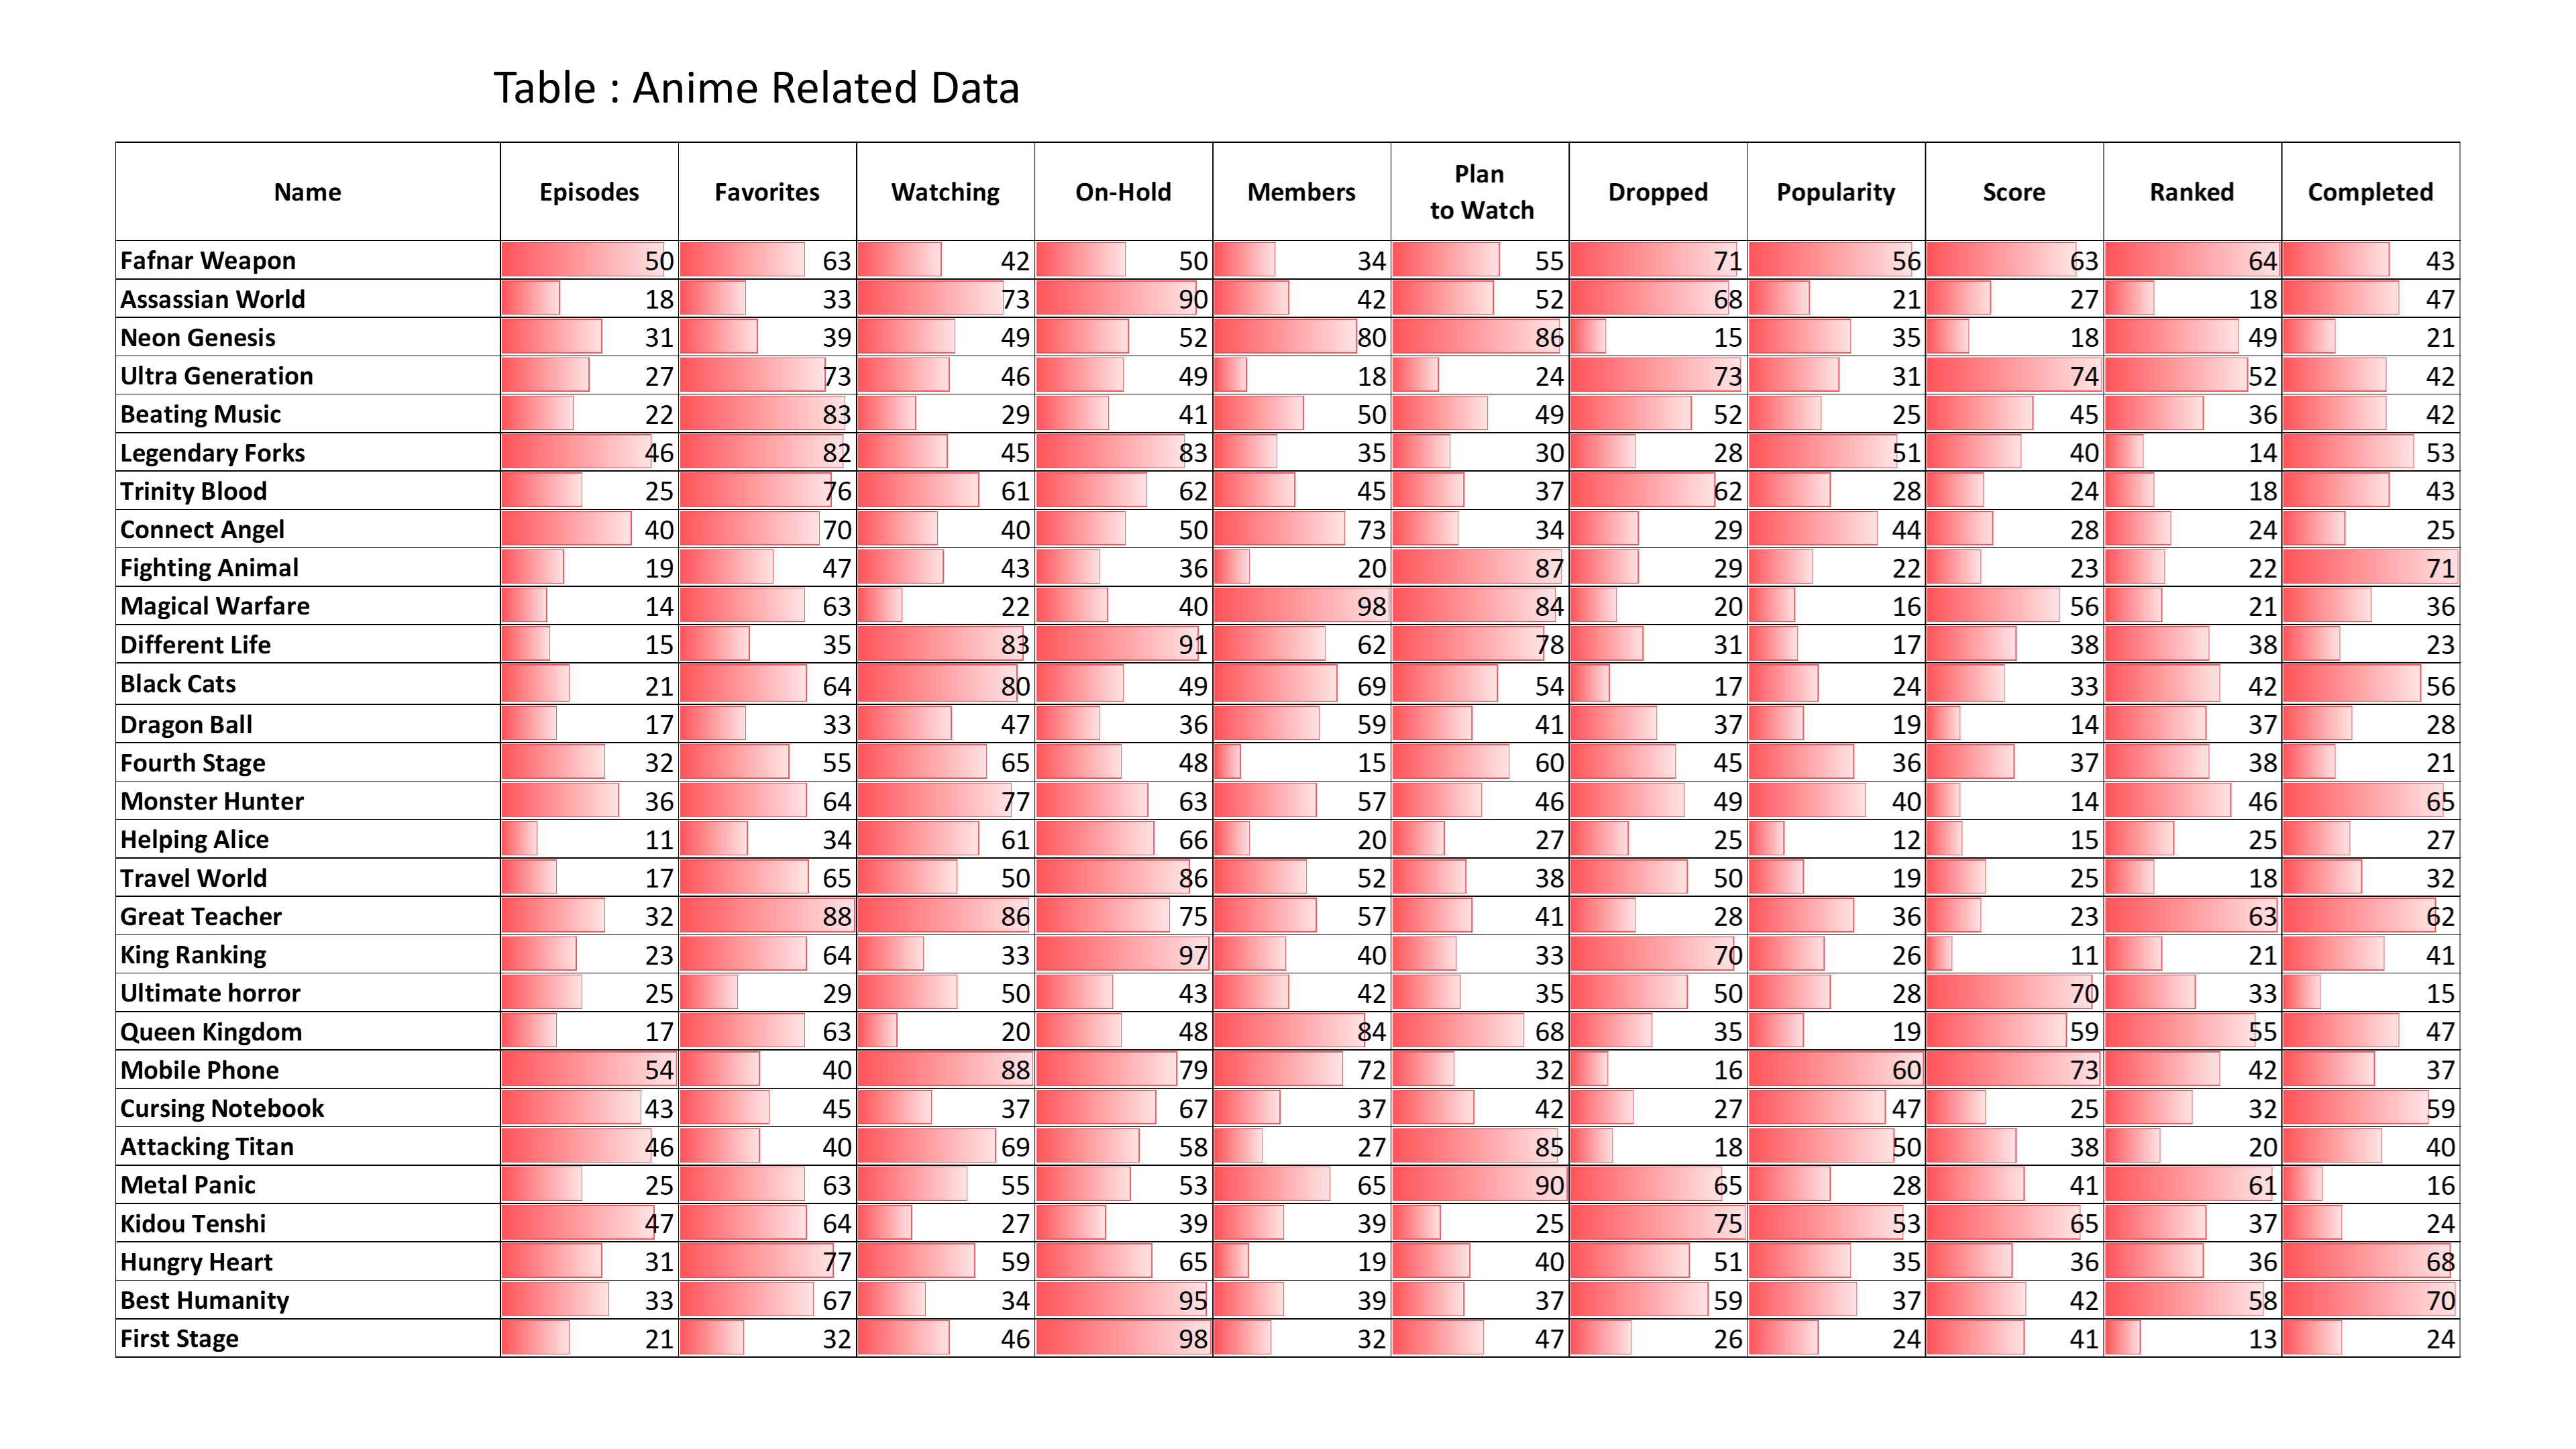 Table : Anime Related Data
Name Episodes Favorites Watching On-Hold Members Plan to Watch Dropped Popularity Score Ranked Completed
Fafnar Weapon 50 63 42 50 34 55 71 56 63 64 43
Assassian World 18 33 73 90 42 52 68 21 27 18 47
Neon Genesis 31 39 49 52 80 86 15 35 18 49 21
Ultra Generation 27 73 46 49 18 24 73 31 74 52 42
Beating Music 22 83 29 41 50 49 52 25 45 36 42
Legendary Forks 46 82 45 83 35 30 28 51 40 14 53
Trinity Blood 25 76 61 62 45 37 62 28 24 18 43
Connect Angel 40 70 40 50 73 34 29 44 28 24 25
Fighting Animal 19 47 43 36 20 87 29 22 23 22 71
Magical Warfare 14 63 22 40 98 84 20 16 56 21 36
Different Life 15 35 83 91 62 78 31 17 38 38 23
Black Cats 21 64 80 49 69 54 17 24 33 42 56
Dragon Ball 17 33 47 36 59 41 37 19 14 37 28
Fourth Stage 32 55 65 48 15 60 45 36 37 38 21
Monster Hunter 36 64 77 63 57 46 49 40 14 46 65
Helping Alice 11 34 61 66 20 27 25 12 15 25 27
Travel World 17 65 50 86 52 38 50 19 25 18 32
Great Teacher 32 88 86 75 57 41 28 36 23 63 62
King Ranking 23 64 33 97 40 33 70 26 11 21 41
Ultimate horror 25 29 50 43 42 35 50 28 70 33 15
Queen Kingdom 17 63 20 48 84 68 35 19 59 55 47
Mobile Phone 54 40 88 79 72 32 16 60 73 42 37
Cursing Notebook 43 45 37 67 37 42 27 47 25 32 59
Attacking Titan 46 40 69 58 27 85 18 50 38 20 40
Metal Panic 25 63 55 53 65 90 65 28 41 61 16
Kidou Tenshi 47 64 27 39 39 25 75 53 65 37 24
Hungry Heart 31 77 59 65 19 40 51 35 36 36 68
Best Humanity 33 67 34 95 39 37 59 37 42 58 70
First Stage 21 32 46 98 32 47 26 24 41 13 24